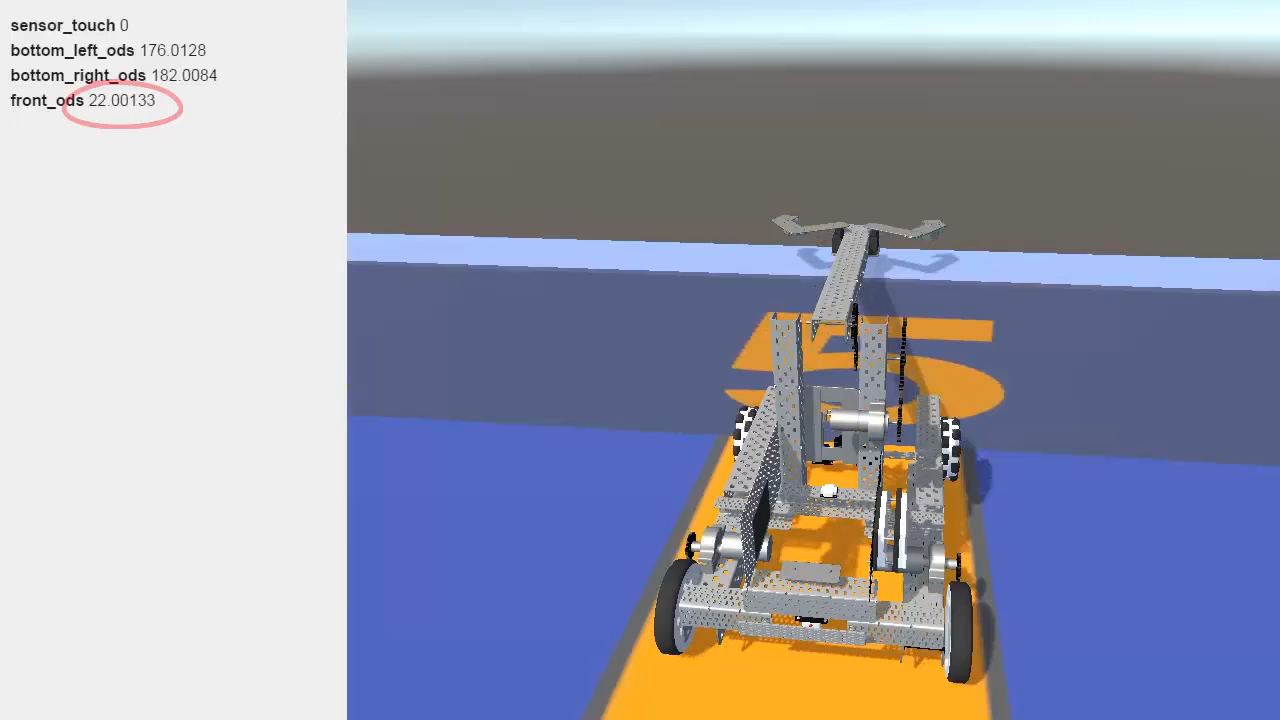 sensor_touch 0
bottom_left_ods 176.0128
bottom_right_ods 182.0084
front_ods 22.00133